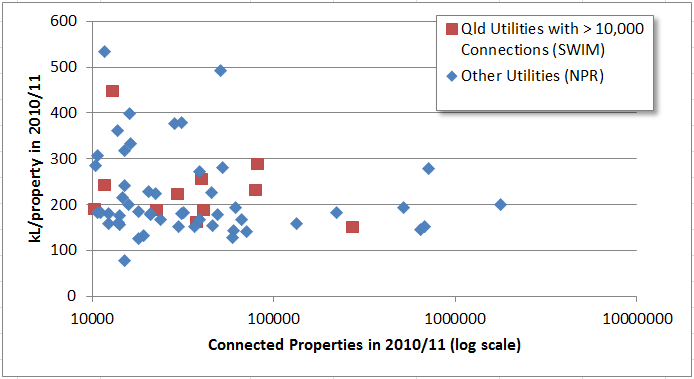 600
500
400
300
200
100
0
kL/property in 2010/11
Qld Utilities with > 10,000
Connections (SWIM)
Other Utilities (NPR)
10000 100000 1000000 10000000
Connected Properties in 2010/11 (log scale)